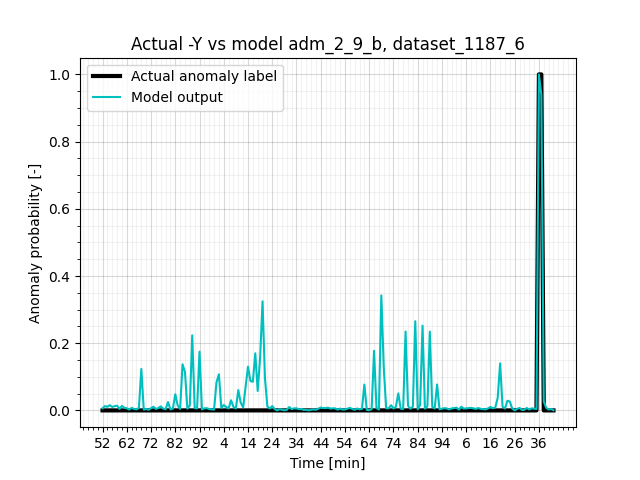 Actual -Y vs model adm_2_9_b, dataset_1187_6
Actual anomaly label
Model output
Anomaly probability [-]
1.0
0.8
0.6
0.4
0.2
0.0
52 62 72 82 92 4 14 24 34 44 54 64 74 84 94 6 16 26 36
Time [min]